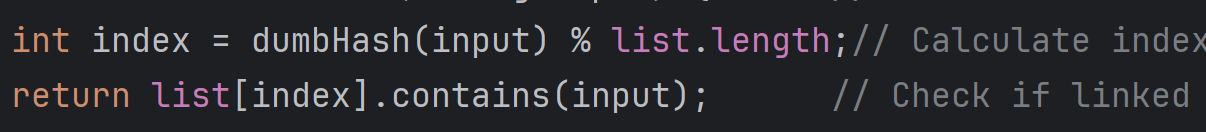 int index = dumbHash(input) % list.length;// Calculate index
return list[index].contains(input);      // Check if linked